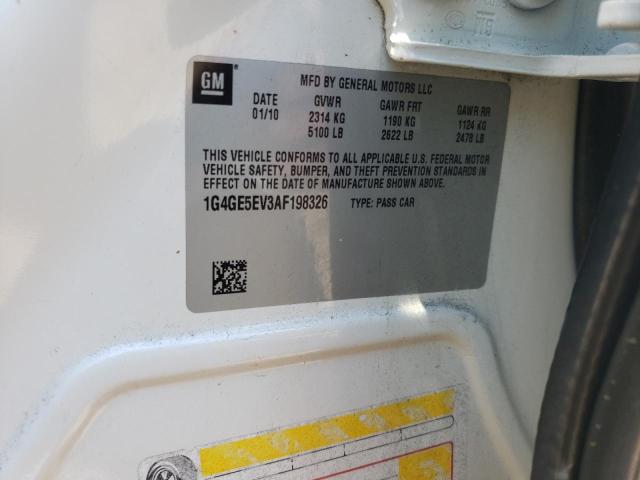 GM
MFD BY GENERAL MOTORS LLC
DATE GVWR GAWR FRT GAWR RR
01/10 2314 KG 1190 KG 1124 KG
5100 LB 2622 LB 2478 LB
THIS VEHICLE CONFORMS TO ALL APPLICABLE U.S. FEDERAL MOTOR
VEHICLE SAFETY, BUMPER, AND THEFT PREVENTION STANDARDS IN
EFFECT ON THE DATE OF MANUFACTURE SHOWN ABOVE.
1G4GE5EV3AF198326 TYPE: PASS CAR